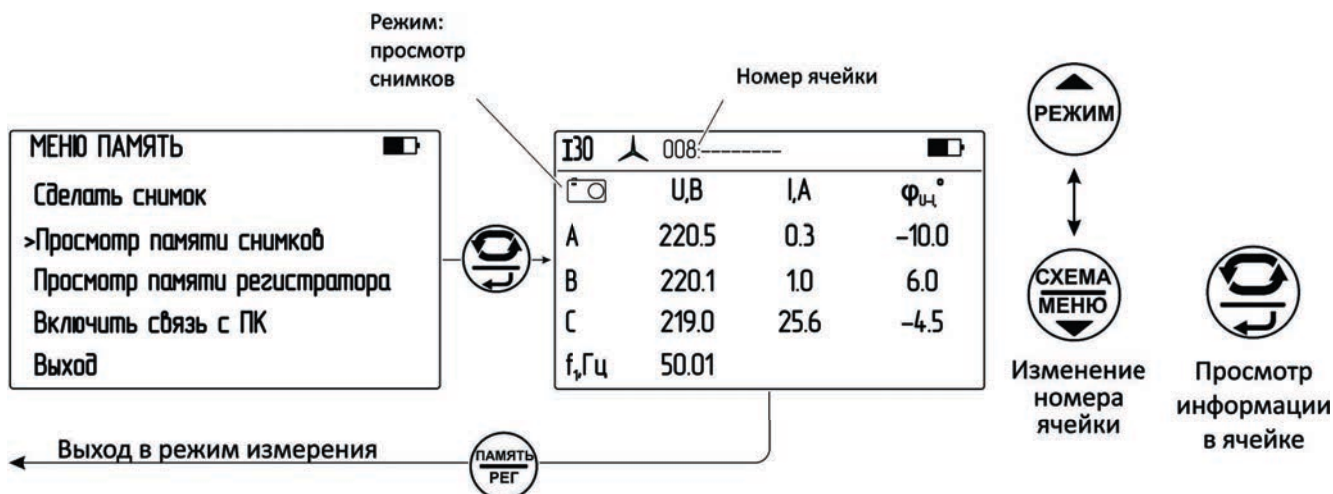 Режим:
просмотр
снимков
Номер ячейки
МЕНЮ ПАМЯТЬ
Сделать снимок
>Просмотр памяти снимков
Просмотр памяти регистратора
Включить связь с ПК
Выход
I30 008:--------
U,В I,А φU-I,°
А 220.5 0.3 –10.0
В 220.1 1.0 6.0
С 219.0 25.6 –4.5
f1,Гц 50.01
РЕЖИМ
СХЕМА
МЕНЮ
Изменение
номера
ячейки
Просмотр
информации
в ячейке
Выход в режим измерения
ПАМЯТЬ
РЕГ